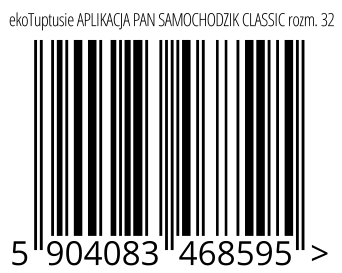 ekoTuptusie APLIKACJA PAN SAMOCHODZIK CLASSIC rozm. 32
5 904083 468595 >